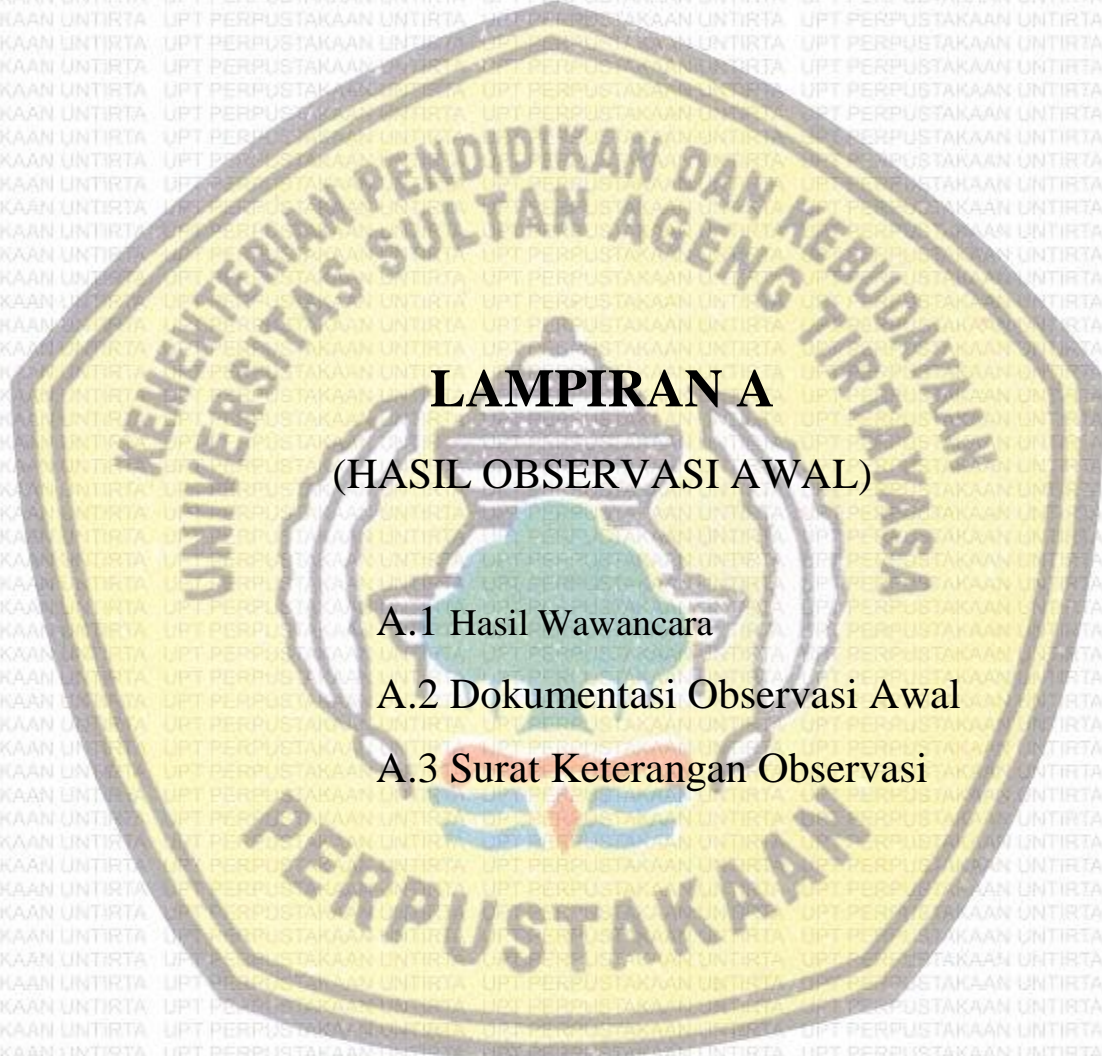 KEMENTERIAN PENDIDIKAN DAN KEBUDAYAAN
UNIVERSITAS SULTAN AGENG TIRTAYASA
LAMPIRAN A
(HASIL OBSERVASI AWAL)
A.1 Hasil Wawancara
A.2 Dokumentasi Observasi Awal
A.3 Surat Keterangan Observasi
PERPUSTAKAAN